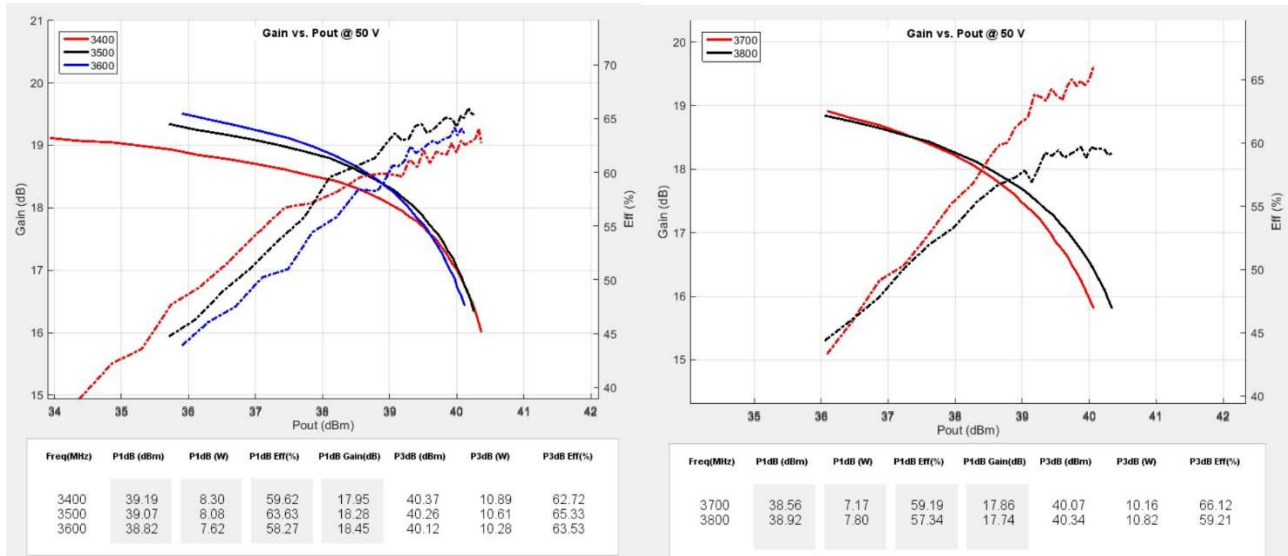 Gain vs. Pout @ 50 V
3400
3500
3600
21
20
19
18
17
16
15
Gain (dB)
70
65
60
55
50
45
40
Eff (%)
34 35 36 37 38 39 40 41 42
Pout (dBm)
Freq(MHz) P1dB (dBm) P1dB (W) P1dB Eff(%) P1dB Gain(dB) P3dB (dBm) P3dB (W) P3dB Eff(%)
3400 39.19 8.30 59.62 17.95 40.37 10.89 62.72
3500 39.07 8.08 63.63 18.28 40.26 10.61 65.33
3600 38.82 7.62 58.27 18.45 40.12 10.28 63.53
Gain vs. Pout @ 50 V
3700
3800
20
19
18
17
16
15
Gain (dB)
65
60
55
50
45
40
Eff (%)
35 36 37 38 39 40 41 42
Pout (dBm)
Freq(MHz) P1dB (dBm) P1dB (W) P1dB Eff(%) P1dB Gain(dB) P3dB (dBm) P3dB (W) P3dB Eff(%)
3700 38.56 7.17 59.19 17.86 40.07 10.16 66.12
3800 38.92 7.80 57.34 17.74 40.34 10.82 59.21